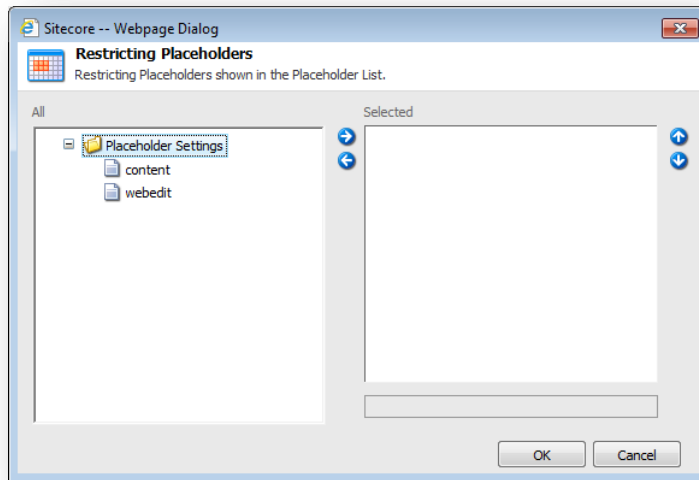 Sitecore -- Webpage Dialog
Restricting Placeholders
Restricting Placeholders shown in the Placeholder List.
All
Selected
Placeholder Settings
content
webedit
OK
Cancel